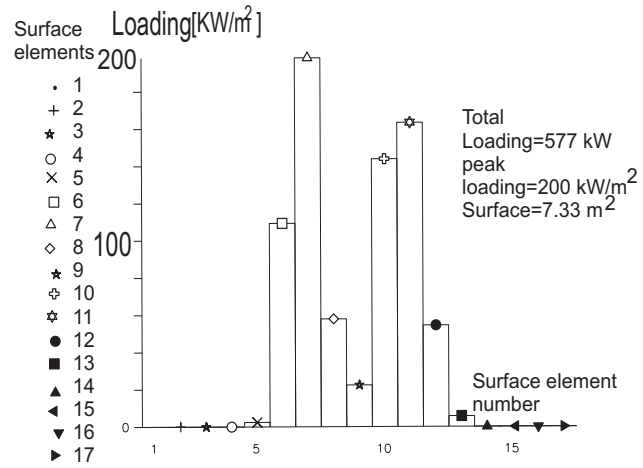 Loading[KW/m²]
Surface
elements
1
2
3
4
5
6
7
8
9
10
11
12
13
14
15
16
17
200
100
0
Total
Loading=577 kW
peak
loading=200 kW/m²
Surface=7.33 m²
Surface element
number
1 5 10 15